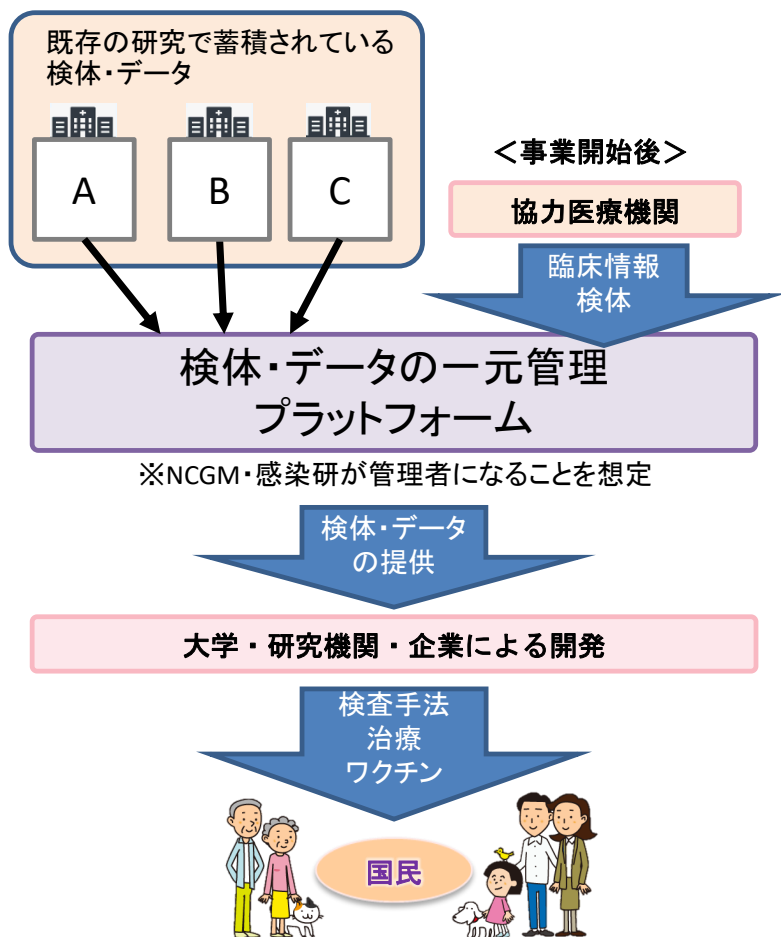 既存の研究で蓄積されている
検体・データ
A
B
C
＜事業開始後＞
協力医療機関
臨床情報
検体
検体・データの一元管理
プラットフォーム
※NCGM・感染研が管理者になることを想定
検体・データ
の提供
大学・研究機関・企業による開発
検査手法
治療
ワクチン
国民